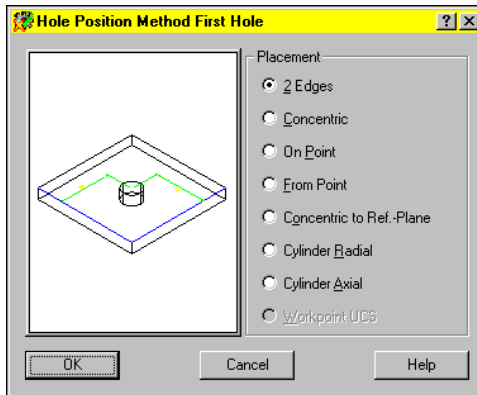 Hole Position Method First Hole
Placement
2 Edges
Concentric
On Point
From Point
Concentric to Ref.-Plane
Cylinder Radial
Cylinder Axial
Workpoint UCS
OK
Cancel
Help